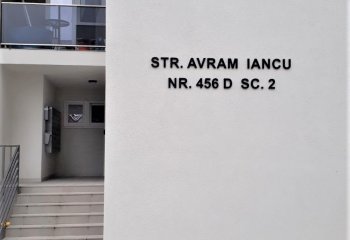 STR. AVRAM IANCU
NR. 456 D SC. 2